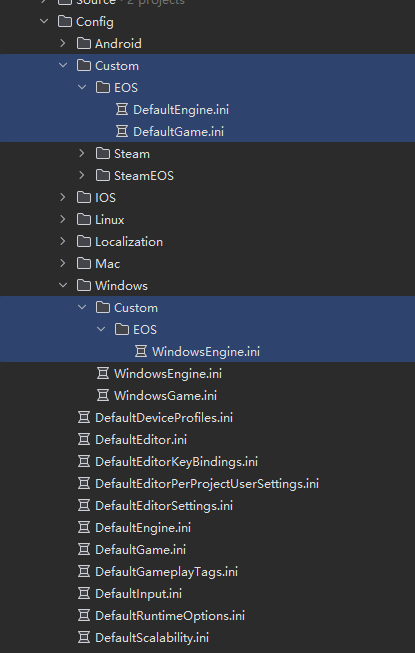 Source · 2 projects
Config
Android
Custom
EOS
DefaultEngine.ini
DefaultGame.ini
Steam
SteamEOS
IOS
Linux
Localization
Mac
Windows
Custom
EOS
WindowsEngine.ini
WindowsEngine.ini
WindowsGame.ini
DefaultDeviceProfiles.ini
DefaultEditor.ini
DefaultEditorKeyBindings.ini
DefaultEditorPerProjectUserSettings.ini
DefaultEditorSettings.ini
DefaultEngine.ini
DefaultGame.ini
DefaultGameplayTags.ini
DefaultInput.ini
DefaultRuntimeOptions.ini
DefaultScalability.ini